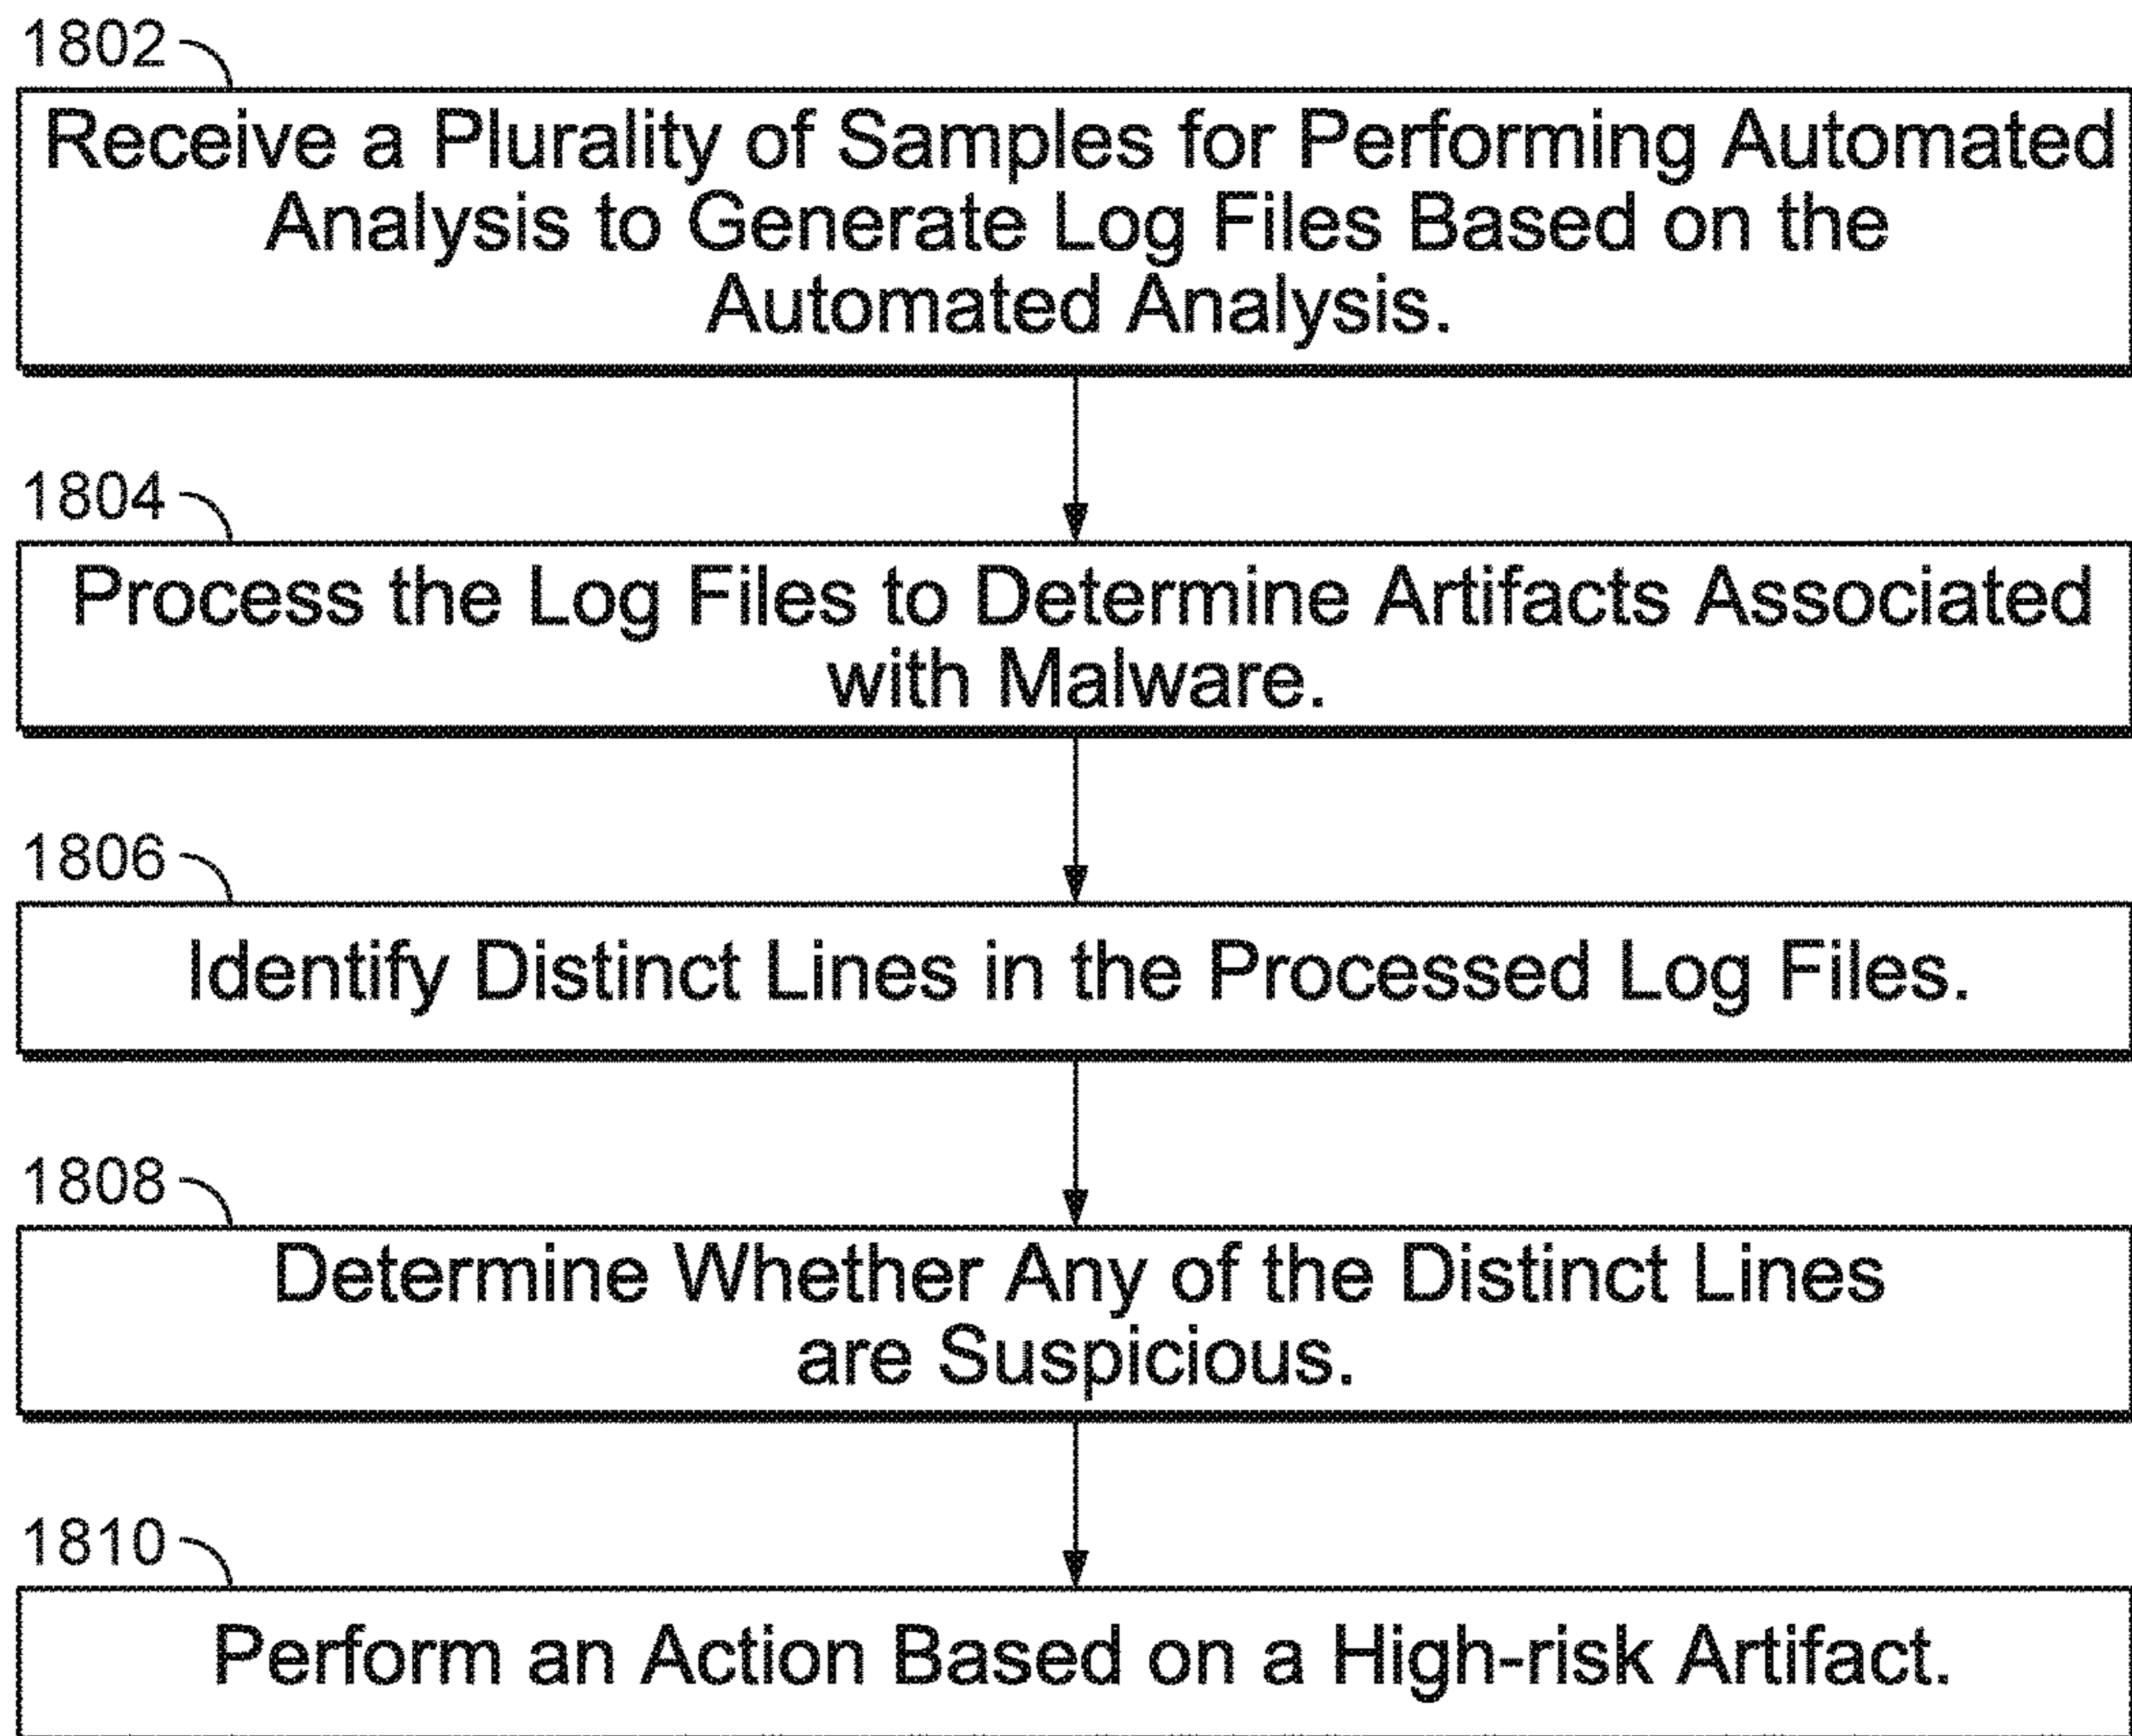 1802
Receive a Plurality of Samples for Performing Automated
Analysis to Generate Log Files Based on the
Automated Analysis.
1804
Process the Log Files to Determine Artifacts Associated
with Malware.
1806
Identify Distinct Lines in the Processed Log Files.
1808
Determine Whether Any of the Distinct Lines
are Suspicious.
1810
Perform an Action Based on a High-risk Artifact.